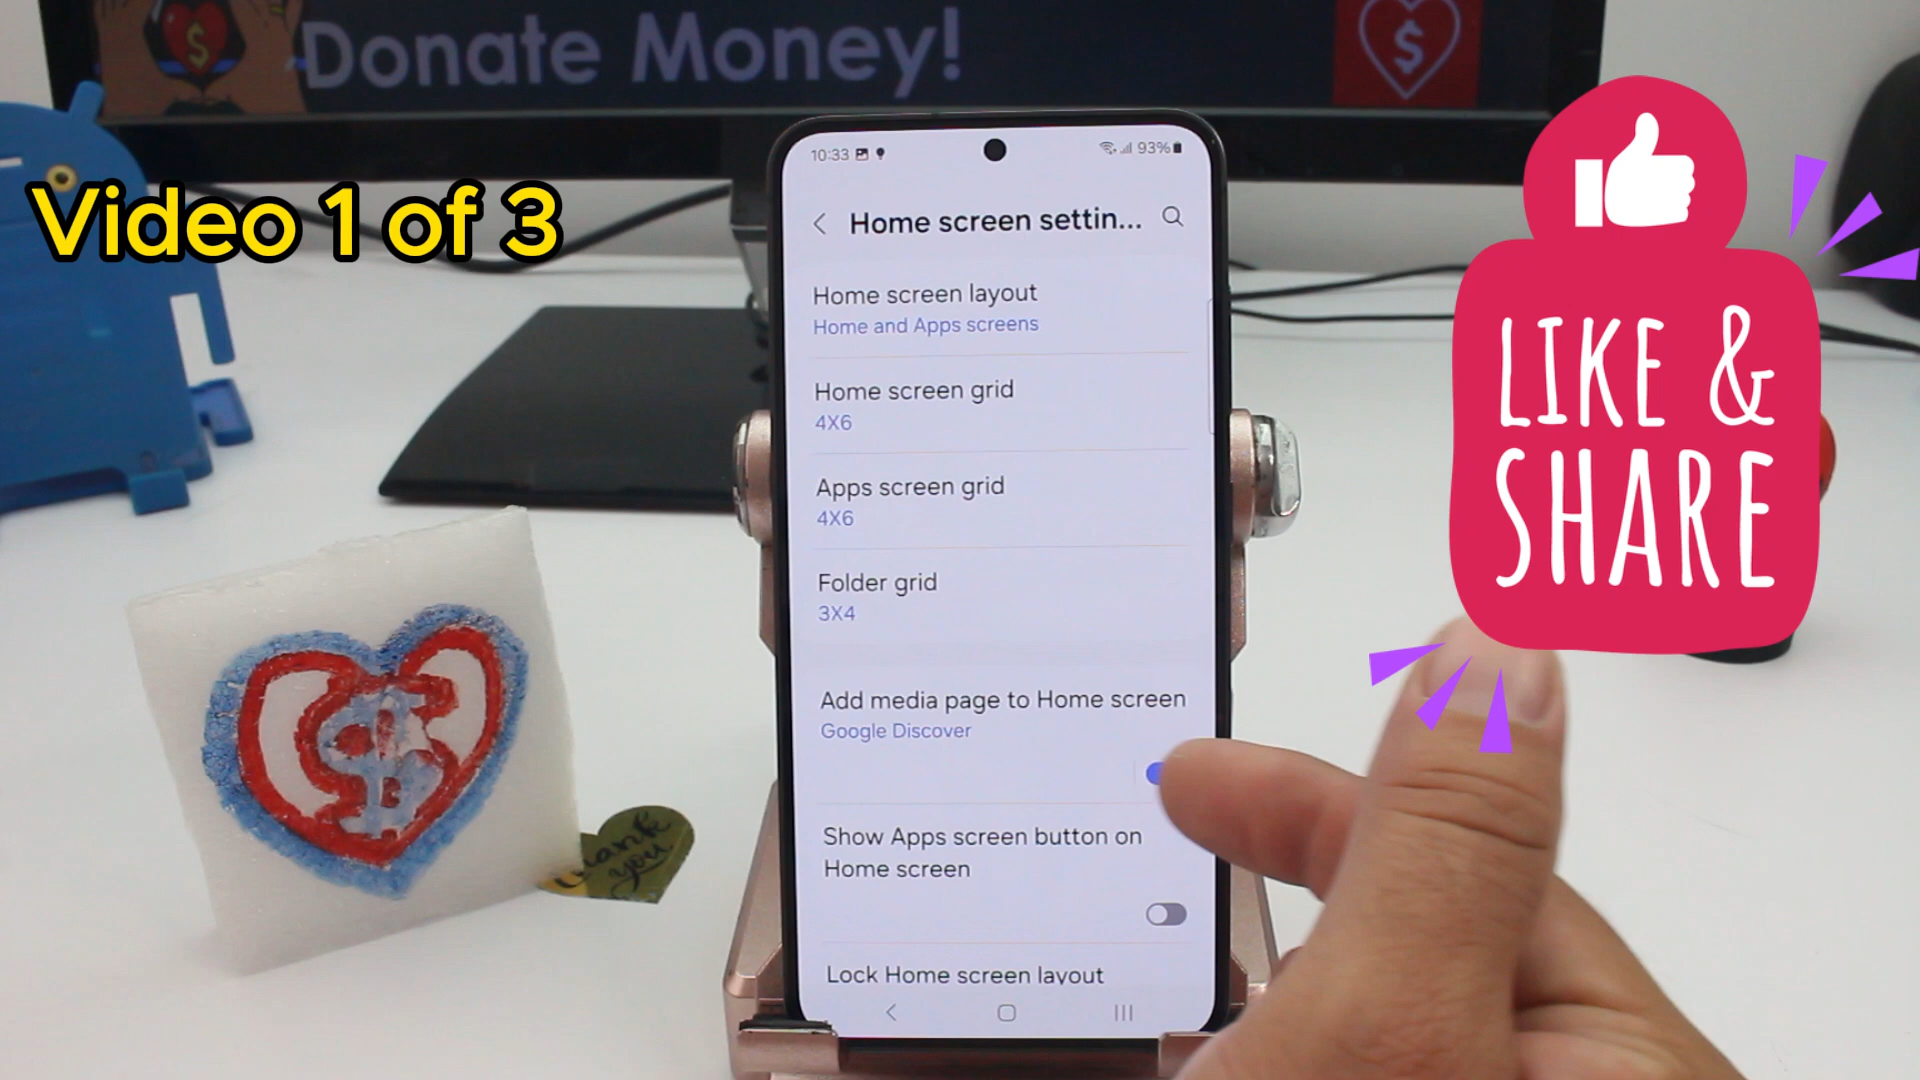 Donate Money!
$
$
Video 1 of 3
10:33
93%
Home screen settin...
Home screen layout
Home and Apps screens
Home screen grid
4X6
Apps screen grid
4X6
Folder grid
3X4
Add media page to Home screen
Google Discover
Show Apps screen button on
Home screen
Lock Home screen layout
LIKE &
SHARE
$
thank
you